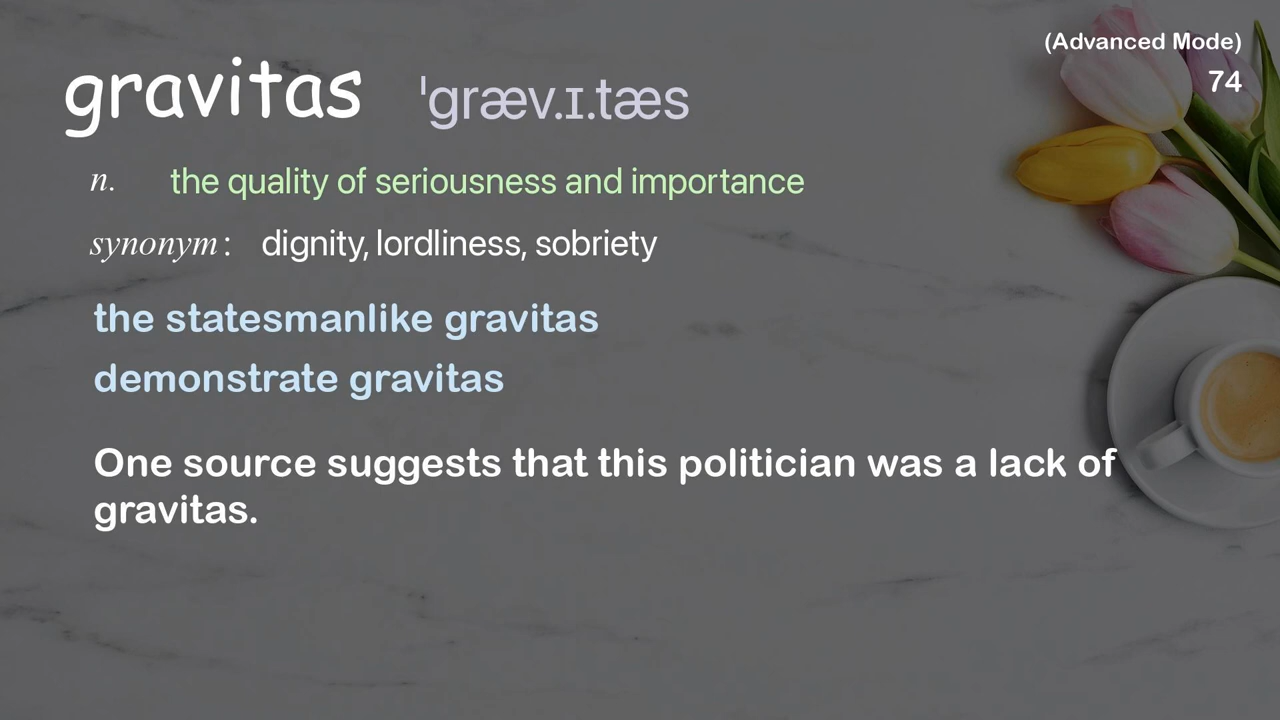 (Advanced Mode)
74
gravitas ˈɡræv.ɪ.tæs
n. the quality of seriousness and importance
synonym: dignity, lordliness, sobriety
the statesmanlike gravitas
demonstrate gravitas
One source suggests that this politician was a lack of
gravitas.